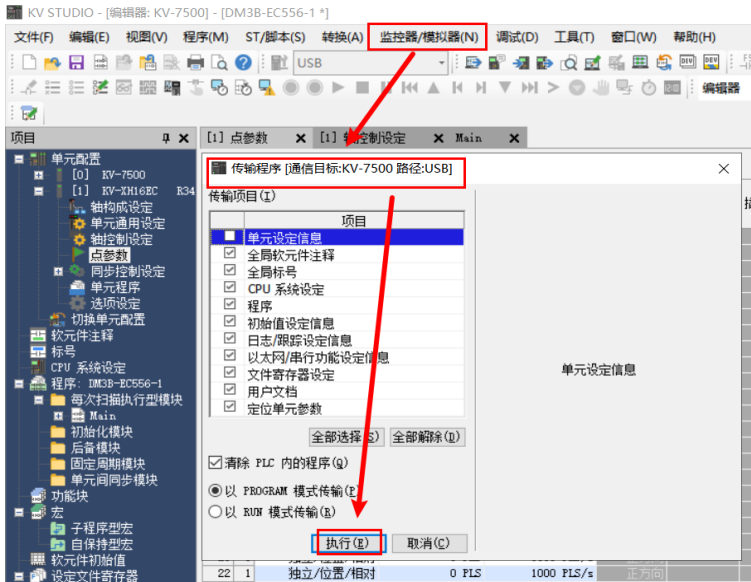 KV STUDIO - [编辑器: KV-7500] - [DM3B-EC556-1 *]
文件(F) 编辑(E) 视图(V) 程序(M) ST/脚本(S) 转换(A) 监控器/模拟器(N) 调试(D) 工具(T) 窗口(W) 帮助(H)
USB
编辑器
项目
[1] 点参数 [1] 轴控制设定 Main
单元配置
[0] KV-7500
[1] KV-XH16EC R34
轴构成设定
单元通用设定
轴控制设定
点参数
同步控制设定
单元程序
选项设定
切换单元配置
软元件注释
标号
CPU 系统设定
程序: DM3B-EC556-1
每次扫描执行型模块
Main
初始化模块
后备模块
固定周期模块
单元间同步模块
功能块
宏
子程序型宏
自保持型宏
软元件初始值
设定文件寄存器
传输程序 [通信目标:KV-7500 路径:USB]
传输项目(I)
项目
单元设定信息
全局软元件注释
全局标号
CPU 系统设定
程序
初始值设定信息
日志/跟踪设定信息
以太网/串行功能设定信息
文件寄存器设定
用户文档
定位单元参数
全部选择(S) 全部解除(D)
清除 PLC 内的程序(Q)
以 PROGRAM 模式传输(P)
以 RUN 模式传输(R)
执行(E) 取消(C)
单元设定信息
22 1 独立/位置/相对 0 PLS 1000 PLS/s 正方向